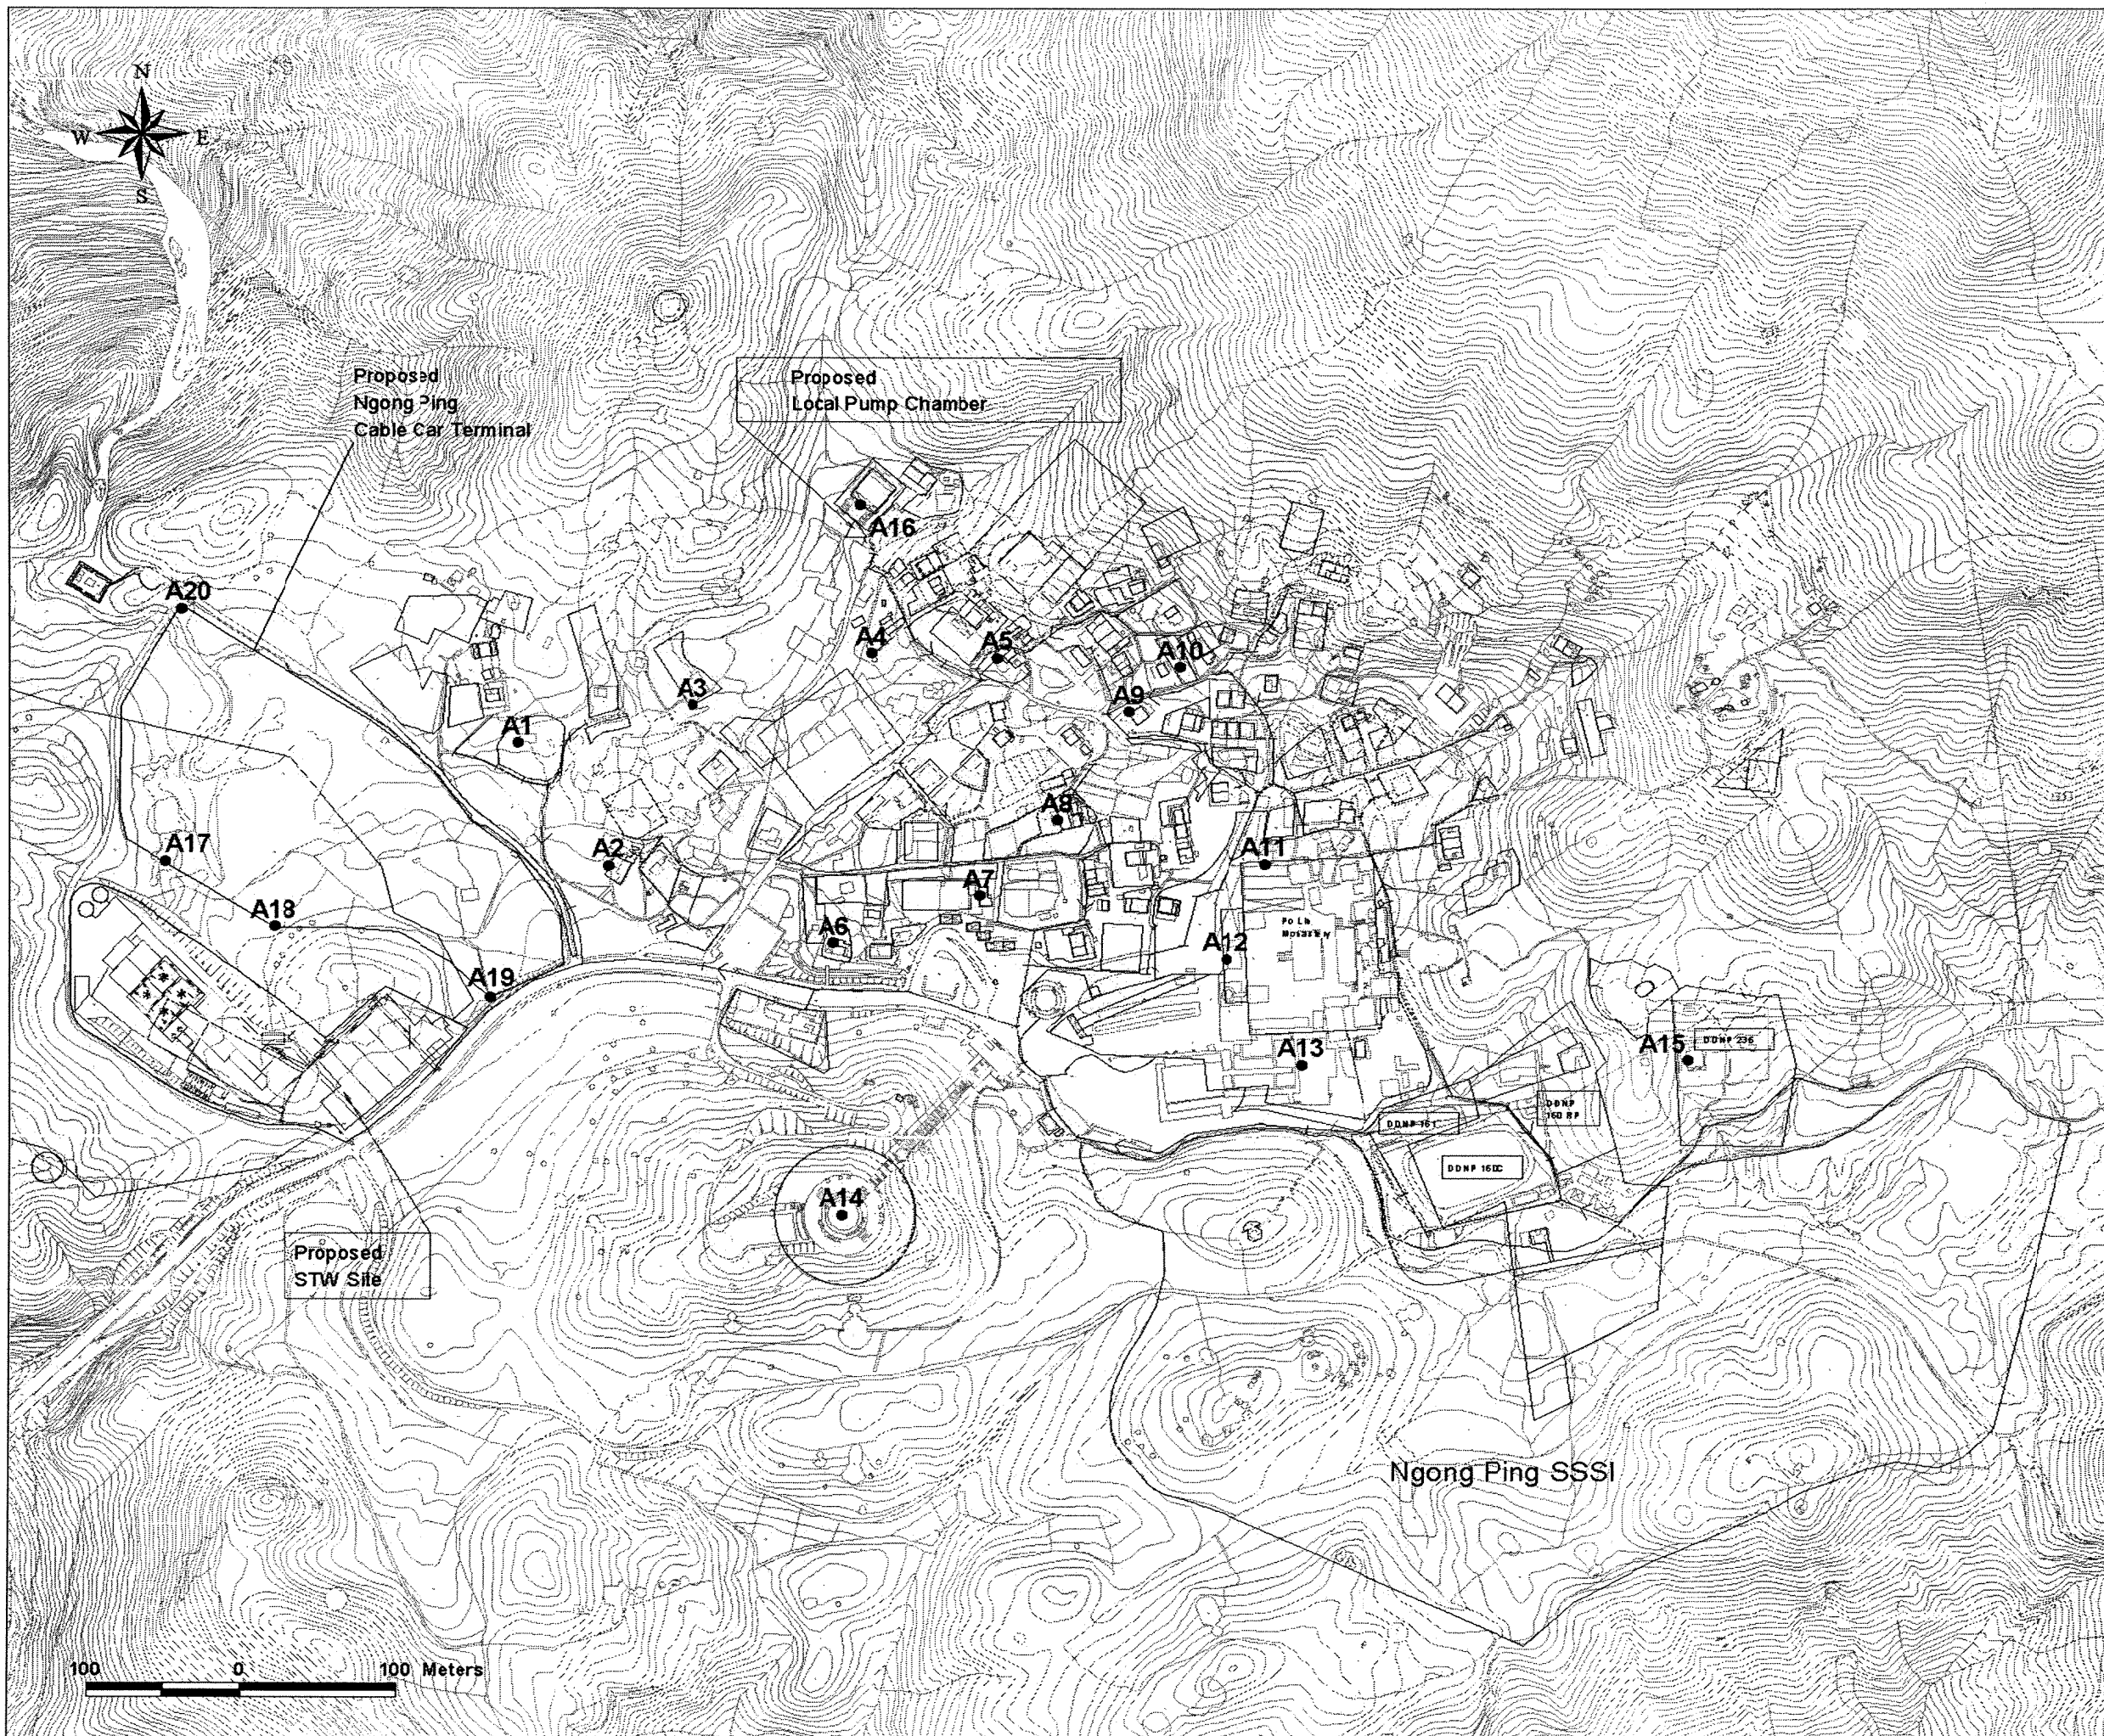 N
W E
S
Proposed
Ngong Ping
Cable Car Terminal
Proposed
Local Pump Chamber
A16
A20
A4
A5
A10
A3
A9
A1
A8
A17
A2
A11
A7
A18
A6
A12
A19
A13
A15
DDNP 236
DDNP 161
DDNP
A14
Proposed
STW Site
Ngong Ping SSSI
100 0 100 Meters